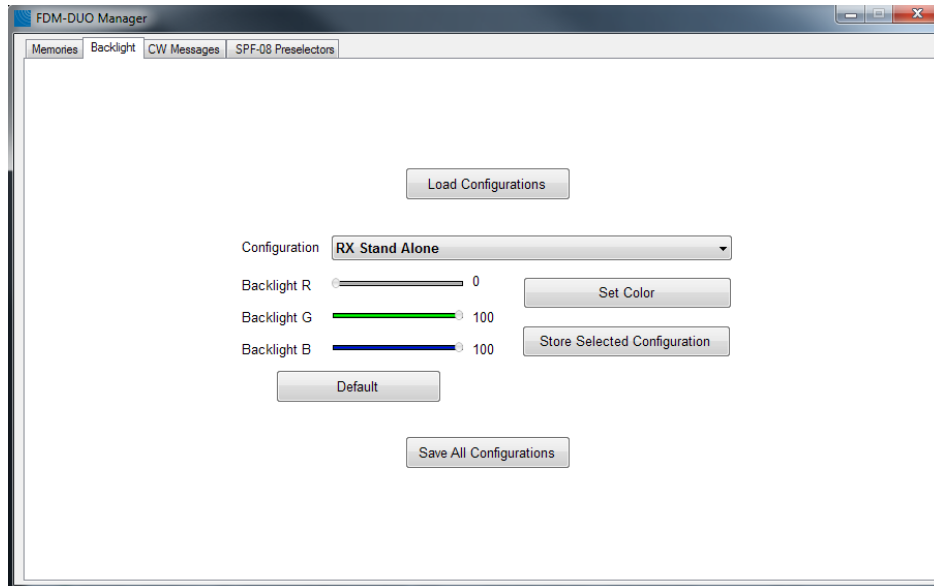 FDM-DUO Manager
Memories Backlight CW Messages SPF-08 Preselectors
Load Configurations
Configuration RX Stand Alone
Backlight R 0
Set Color
Backlight G 100
Store Selected Configuration
Backlight B 100
Default
Save All Configurations